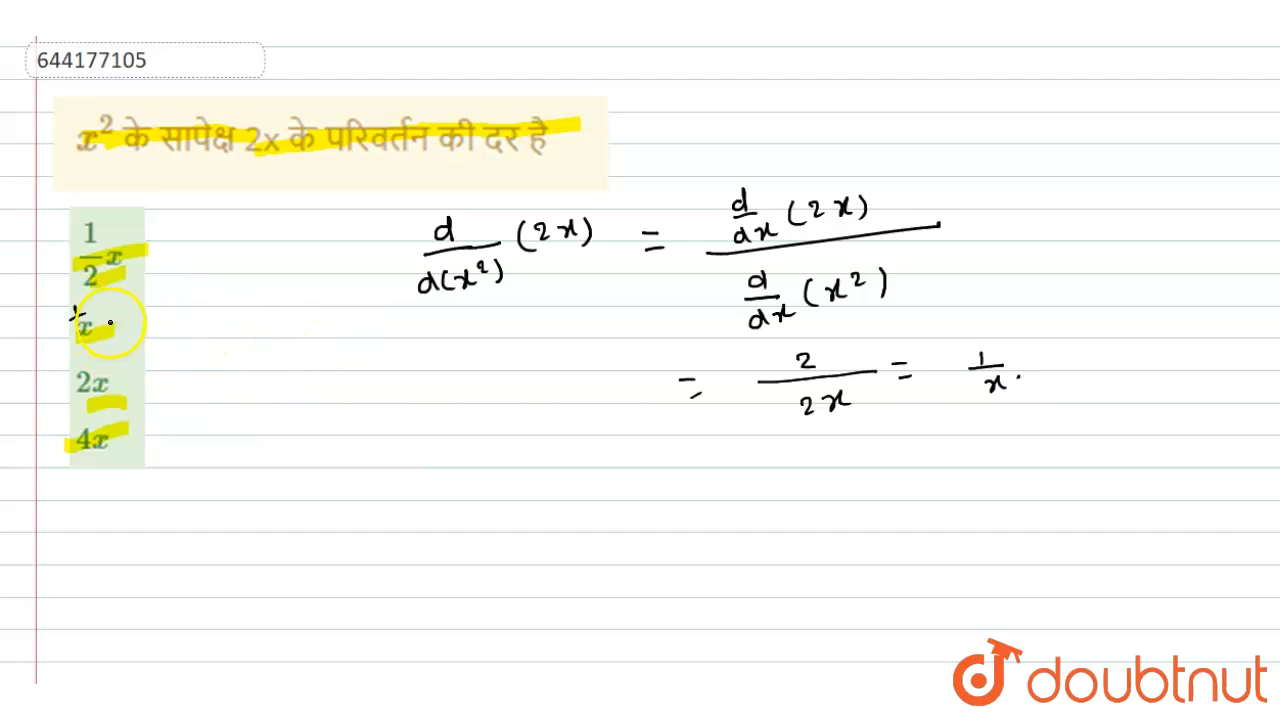 644177105
x² के सापेक्ष 2x के परिवर्तन की दर है
1/2 x
1
x
2x
4x
d/d(x²) (2x) = d/dx (2x) / d/dx (x²)
= 2/2x = 1/x.
doubtnut